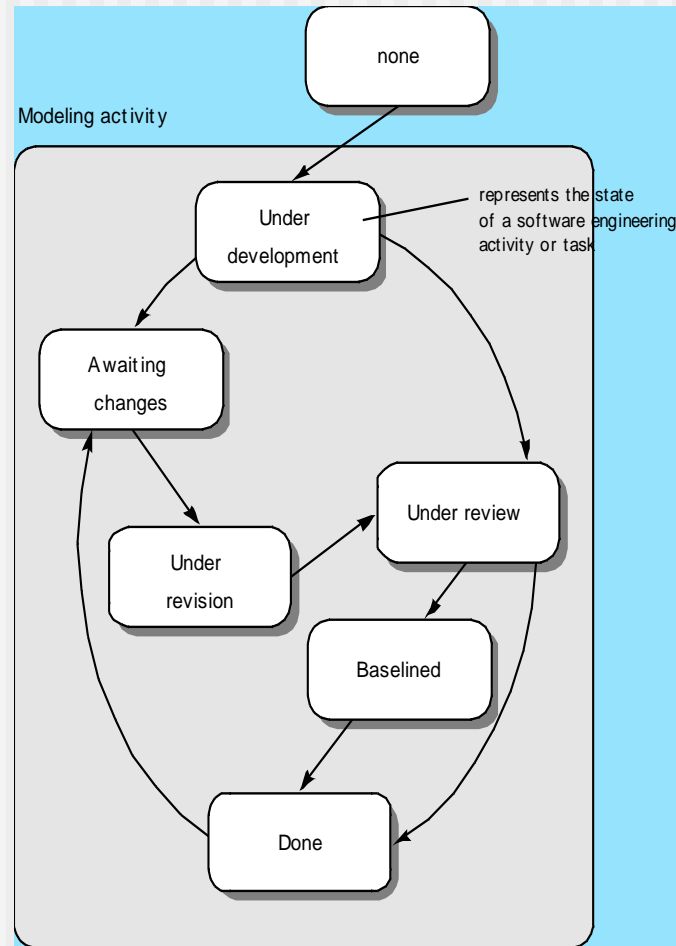 none
Modeling activity
represents the state
of a software engineering
activity or task
Under
development
Awaiting
changes
Under review
Under
revision
Baselined
Done